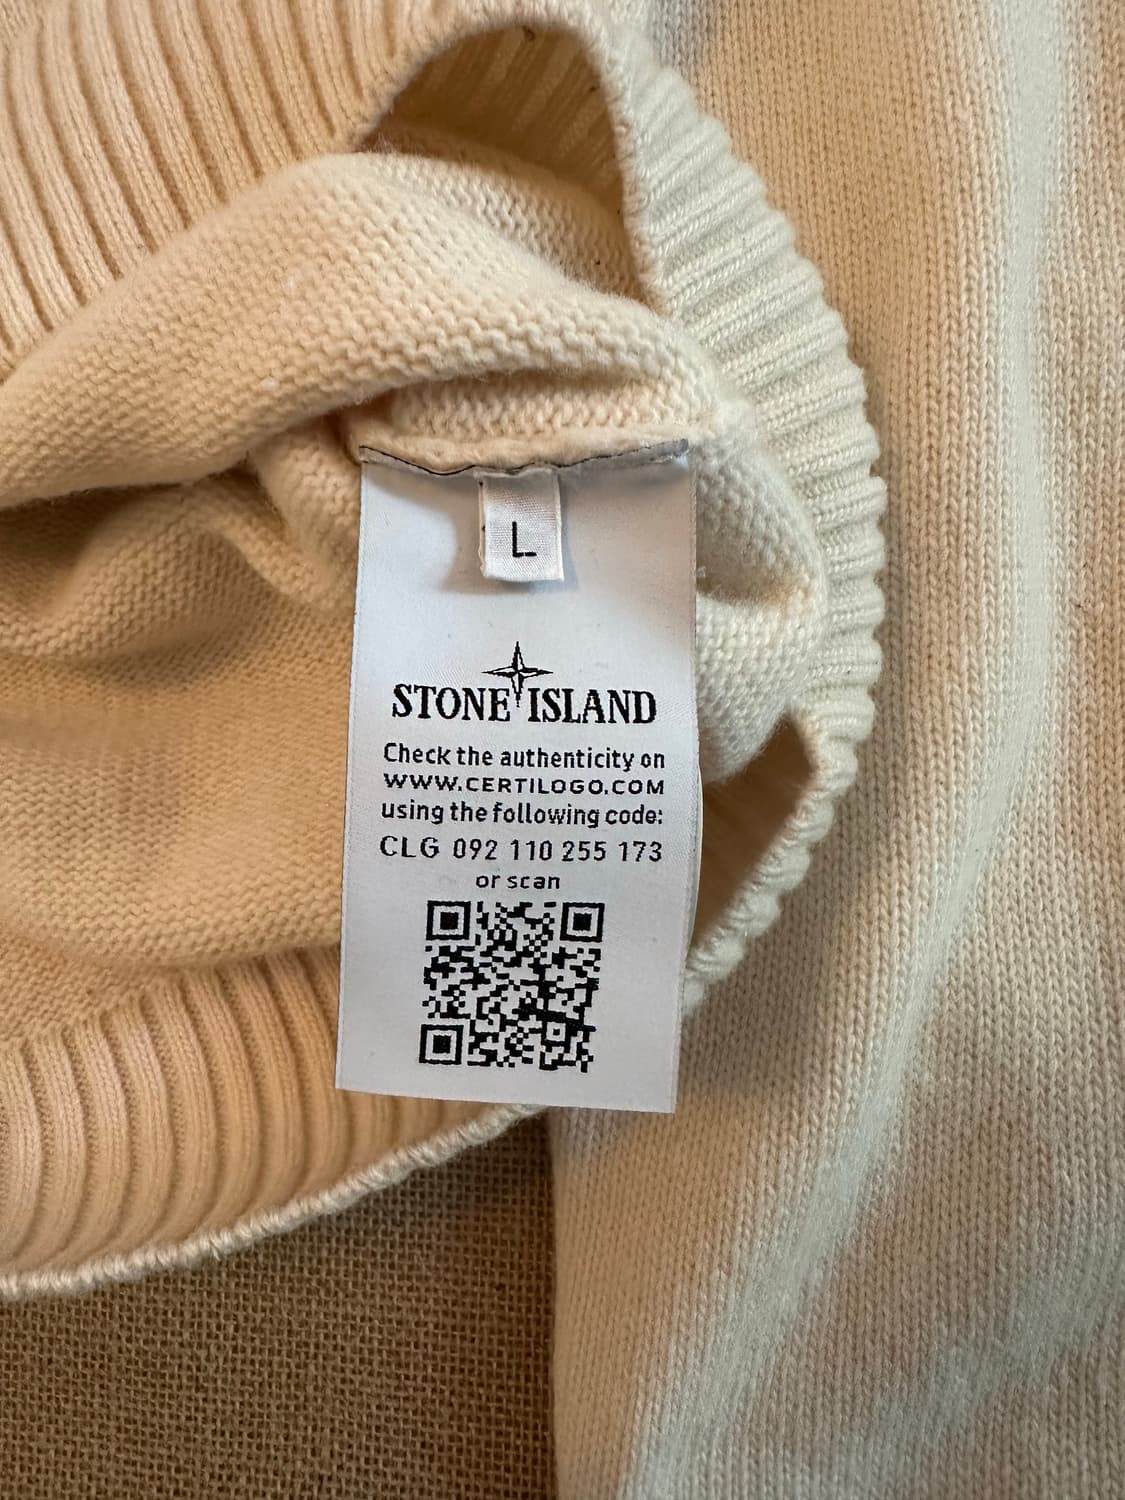 L
STONE ISLAND
Check the authenticity on
WWW.CERTILOGO.COM
using the following code:
CLG 092 110 255 173
or scan